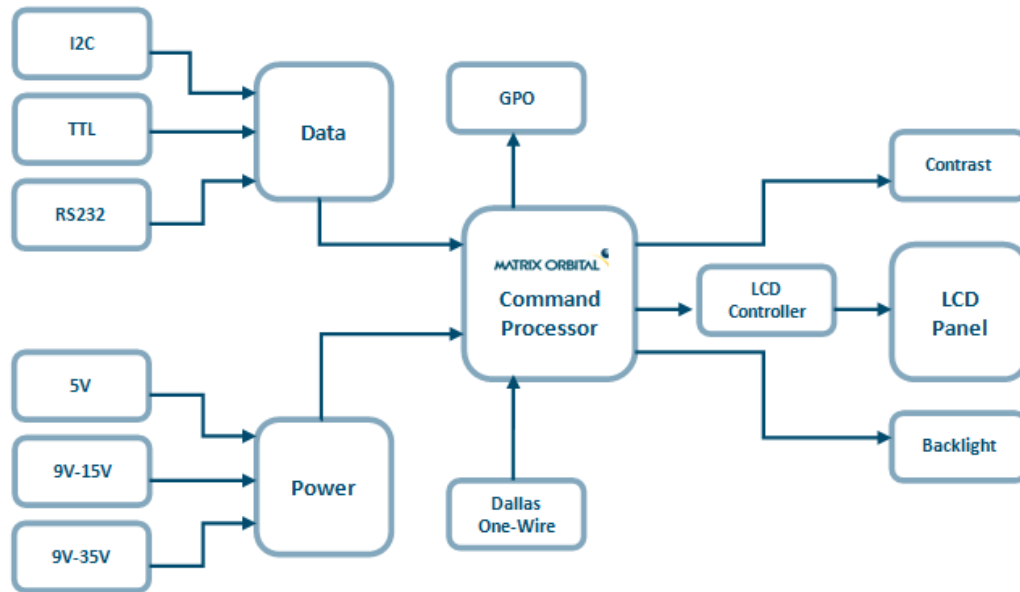 I2C
TTL
RS232
Data
GPO
Contrast
MATRIX ORBITAL
Command
Processor
LCD
Controller
LCD
Panel
5V
9V-15V
9V-35V
Power
Dallas
One-Wire
Backlight